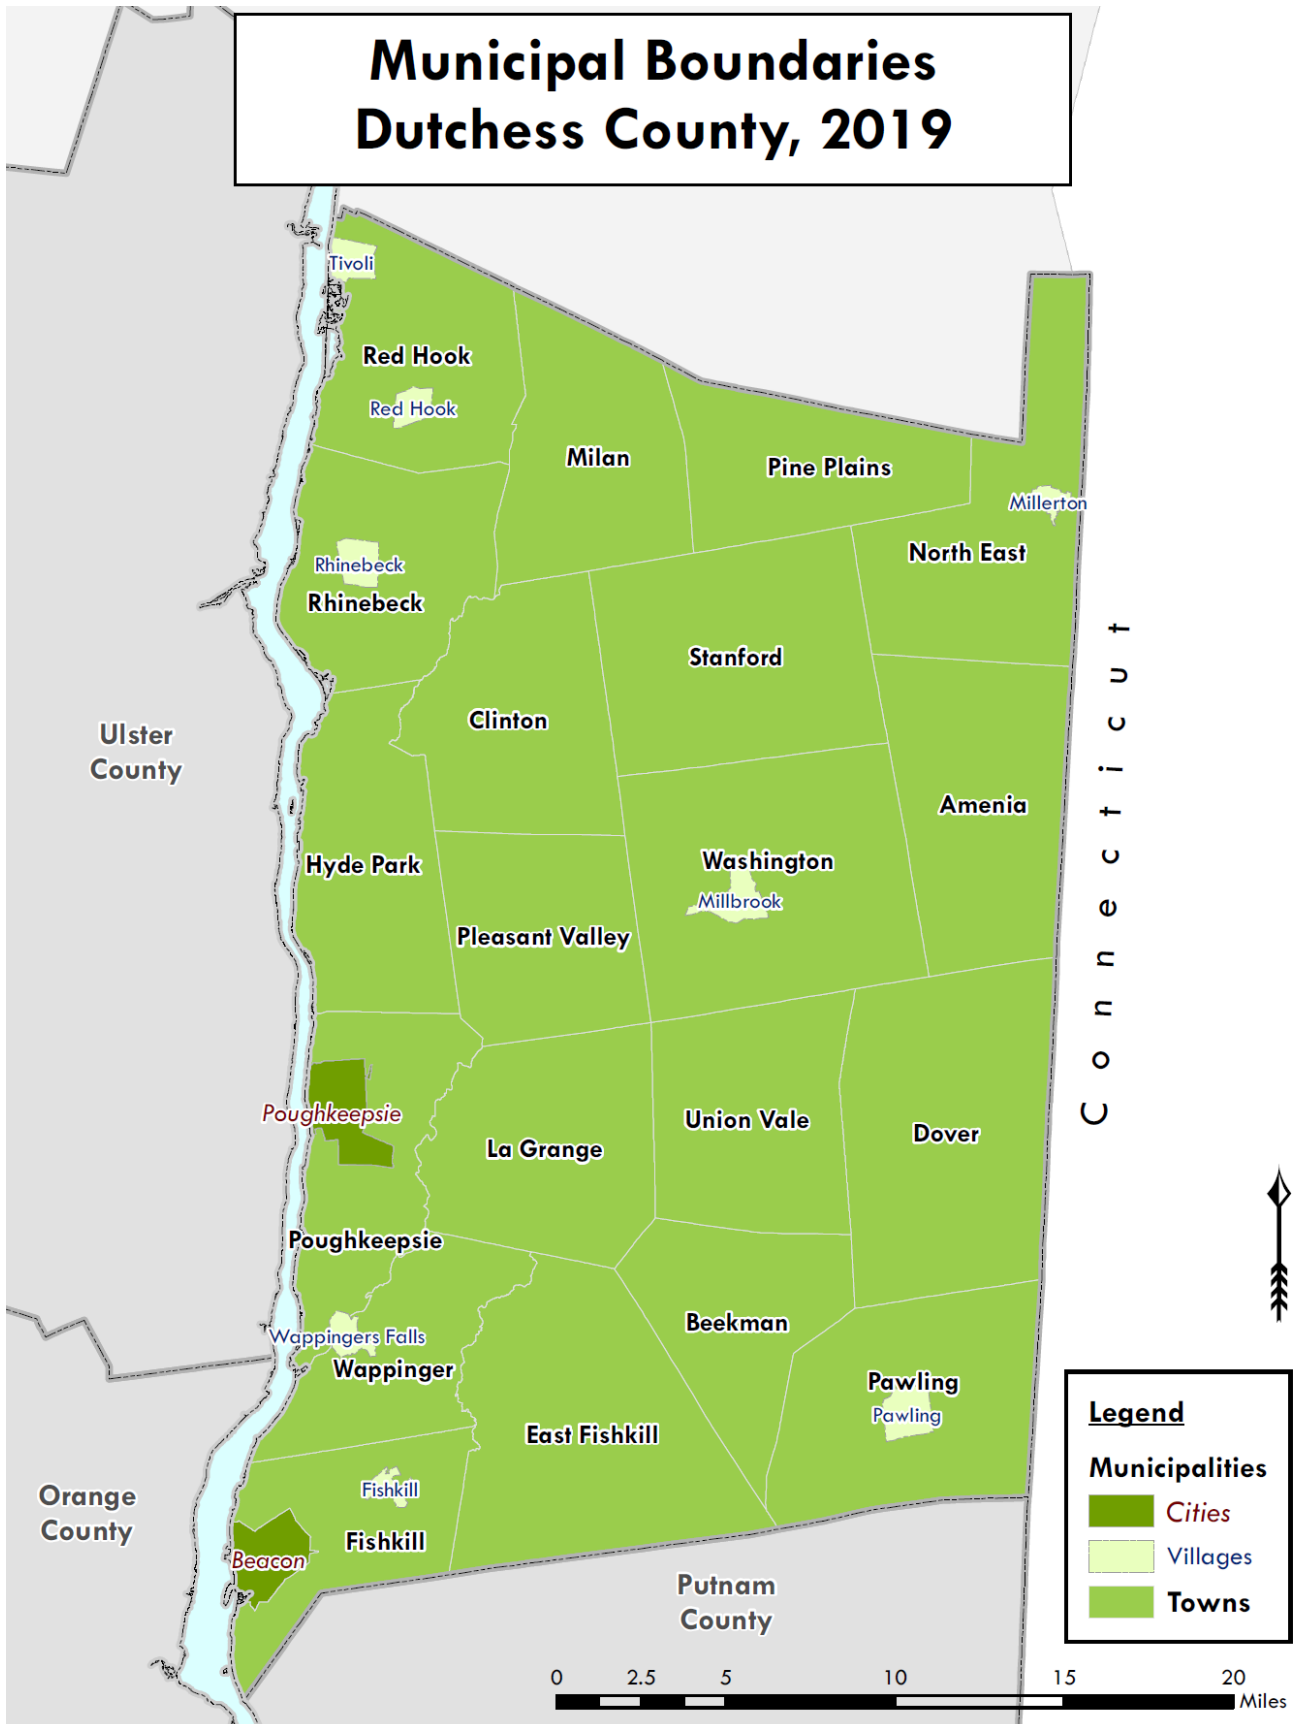 Municipal Boundaries
Dutchess County, 2019
Tivoli
Red Hook
Red Hook
Milan
Pine Plains
Millerton
North East
Rhinebeck
Rhinebeck
Stanford
Clinton
Ulster
County
Amenia
Connecticut
Hyde Park
Washington
Millbrook
Pleasant Valley
Poughkeepsie
Union Vale
Dover
La Grange
Poughkeepsie
Beekman
Wappingers Falls
Wappinger
Pawling
Pawling
East Fishkill
Fishkill
Fishkill
Beacon
Orange
County
Putnam
County
Legend
Municipalities
Cities
Villages
Towns
0 2.5 5 10 15 20
Miles